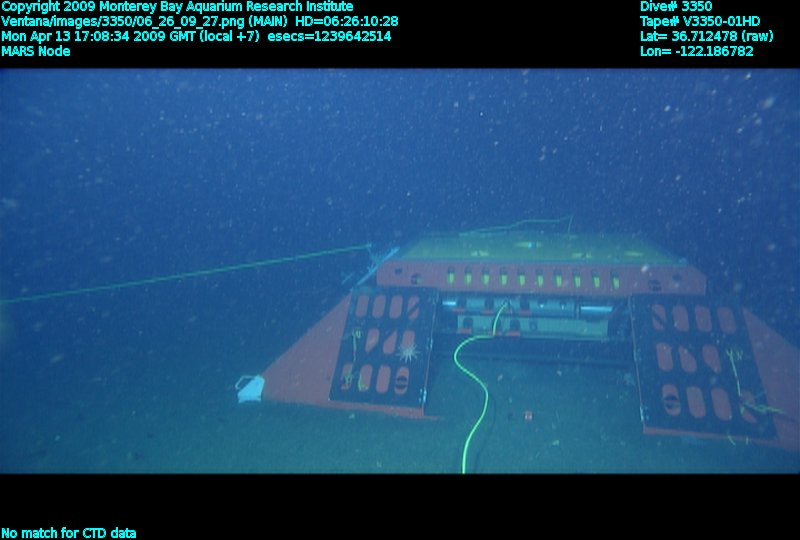 Copyright 2009 Monterey Bay Aquarium Research Institute
Ventana/images/3350/06_26_09_27.png (MAIN) HD=06:26:10:28
Mon Apr 13 17:08:34 2009 GMT (local +7) esecs=1239642514
MARS Node
Dive# 3350
Tape# V3350-01HD
Lat= 36.712478 (raw)
Lon= -122.186782
No match for CTD data